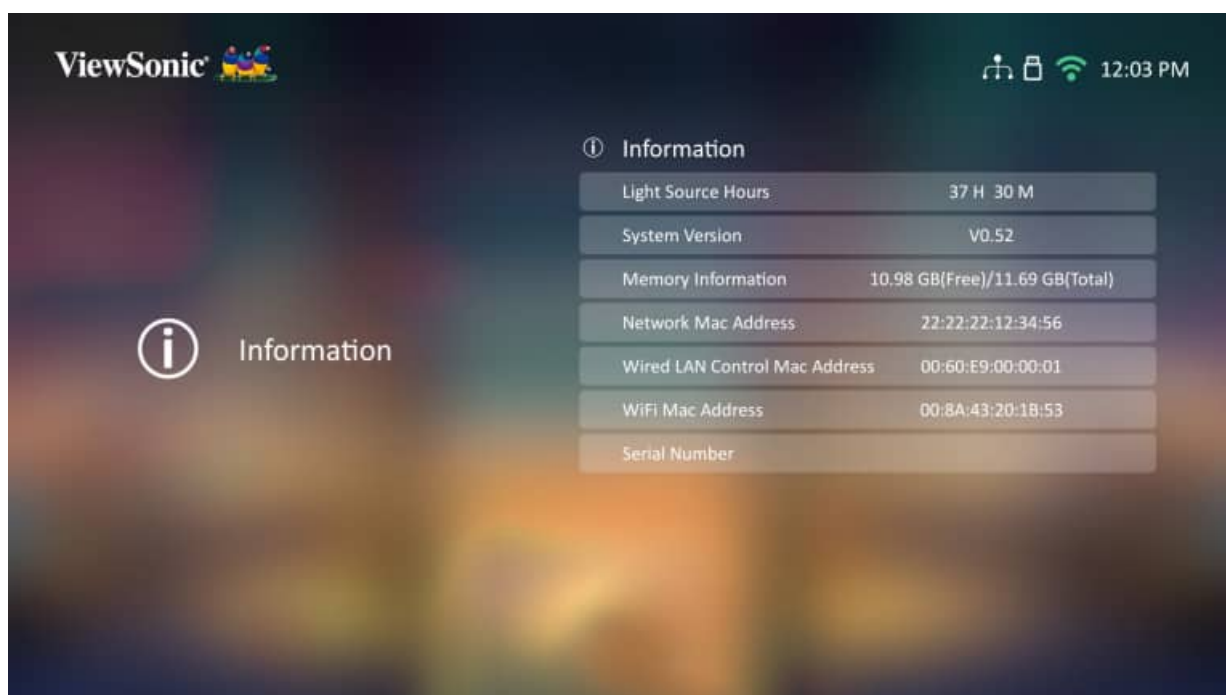 ViewSonic®
12:03 PM
Information
Information
Light Source Hours 37 H 30 M
System Version V0.52
Memory Information 10.98 GB(Free)/11.69 GB(Total)
Network Mac Address 22:22:22:12:34:56
Wired LAN Control Mac Address 00:60:E9:00:00:01
WiFi Mac Address 00:8A:43:20:1B:53
Serial Number